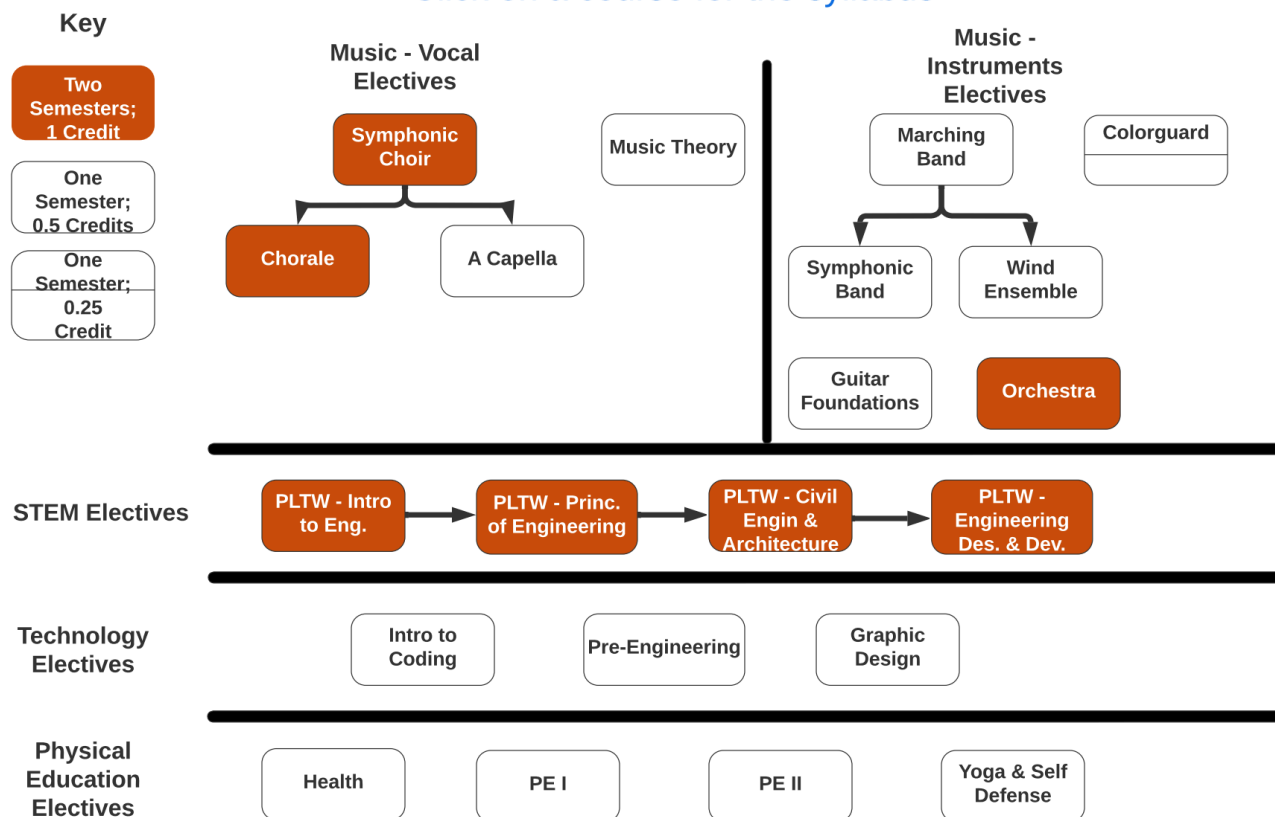 Key
Two
Semesters;
1 Credit
One
Semester;
0.5 Credits
One
Semester;
0.25
Credit
Music - Vocal
Electives
Symphonic
Choir
Music Theory
Chorale
A Capella
Music -
Instruments
Electives
Marching
Band
Colorguard
Symphonic
Band
Wind
Ensemble
Guitar
Foundations
Orchestra
STEM Electives
PLTW - Intro
to Eng.
PLTW - Princ.
of Engineering
PLTW - Civil
Engin &
Architecture
PLTW -
Engineering
Des. & Dev.
Technology
Electives
Intro to
Coding
Pre-Engineering
Graphic
Design
Physical
Education
Electives
Health
PE I
PE II
Yoga & Self
Defense